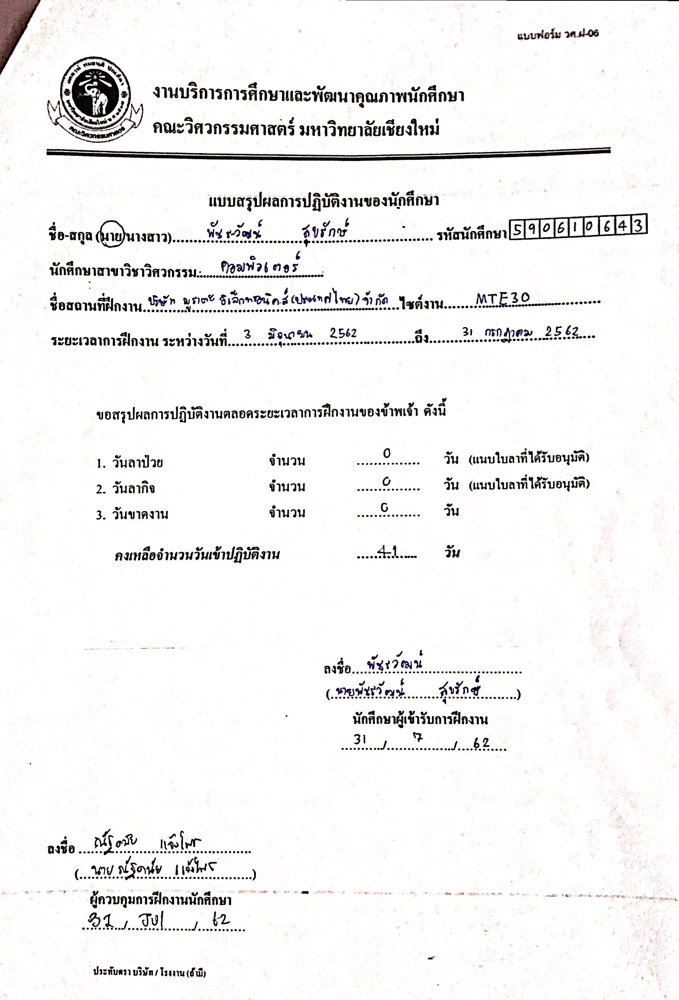 แบบฟอร์ม วศ.ฝ-06
งานบริการการศึกษาและพัฒนาคุณภาพนักศึกษา
คณะวิศวกรรมศาสตร์ มหาวิทยาลัยเชียงใหม่
คณะวิศวกรรมศาสตร์
แบบสรุปผลการปฏิบัติงานของนักศึกษา
ชื่อ-สกุล (นาย/นางสาว)......พัชรวัฒน์ สุขรักษ์...... รหัสนักศึกษา 590610643
นักศึกษาสาขาวิชาวิศวกรรม......คอมพิวเตอร์......
ชื่อสถานที่ฝึกงาน...บริษัท มูราตะ อิเล็กทรอนิคส์ (ประเทศไทย) จำกัด...ไซต์งาน......MTE30......
ระยะเวลาการฝึกงาน ระหว่างวันที่...3 มิถุนายน 2562......ถึง......31 กรกฎาคม 2562...
ขอสรุปผลการปฏิบัติงานตลอดระยะเวลาการฝึกงานของข้าพเจ้า ดังนี้
1. วันลาป่วย จำนวน ......0...... วัน (แนบใบลาที่ได้รับอนุมัติ)
2. วันลากิจ จำนวน ......0...... วัน (แนบใบลาที่ได้รับอนุมัติ)
3. วันขาดงาน จำนวน ......0...... วัน
คงเหลือจำนวนวันเข้าปฏิบัติงาน ......41...... วัน
ลงชื่อ...พัชรวัฒน์......
(นายพัชรวัฒน์ สุขรักษ์)
นักศึกษาผู้เข้ารับการฝึกงาน
31 / 7 / 62
ลงชื่อ ...ณัฐดนัย แจ้งไพร...
(...นาย ณัฐดนัย แจ้งไพร...)
ผู้ควบคุมการฝึกงานนักศึกษา
31 / Jul / 62
ประทับตรา บริษัท / โรงงาน (ถ้ามี)